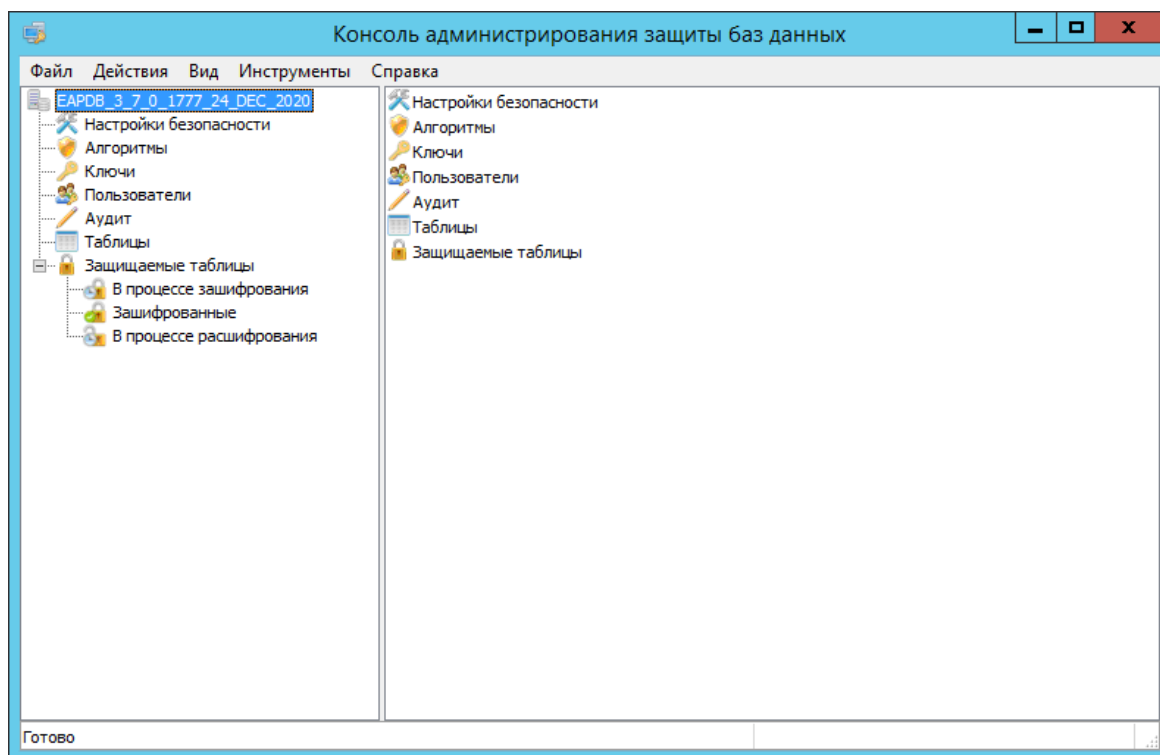 Консоль администрирования защиты баз данных
Файл Действия Вид Инструменты Справка
EAPDB_3_7_0_1777_24_DEC_2020
Настройки безопасности
Алгоритмы
Ключи
Пользователи
Аудит
Таблицы
Защищаемые таблицы
В процессе зашифрования
Зашифрованные
В процессе расшифрования
Настройки безопасности
Алгоритмы
Ключи
Пользователи
Аудит
Таблицы
Защищаемые таблицы
Готово